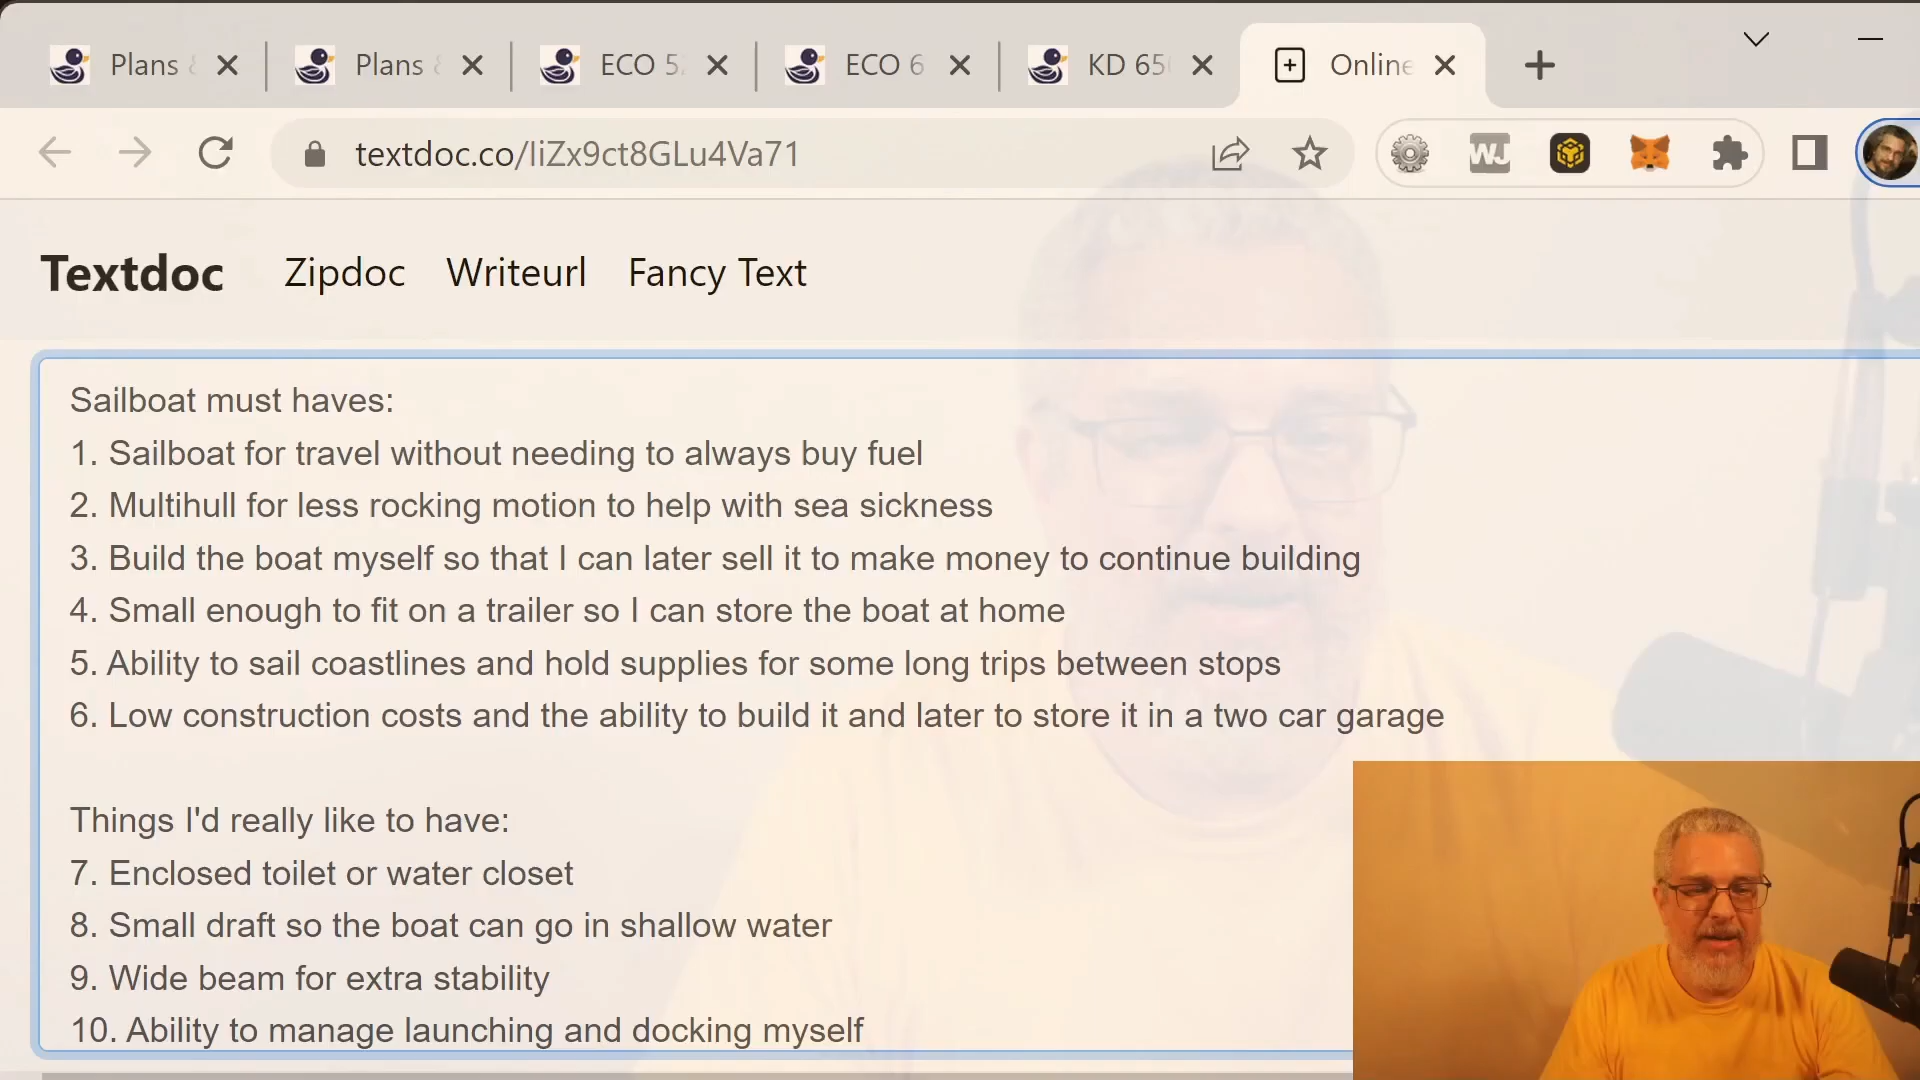 Plans
Plans
ECO 5
ECO 6
KD 65
Online
textdoc.co/IiZx9ct8GLu4Va71
WJ
Textdoc Zipdoc Writeurl Fancy Text
Sailboat must haves:
1. Sailboat for travel without needing to always buy fuel
2. Multihull for less rocking motion to help with sea sickness
3. Build the boat myself so that I can later sell it to make money to continue building
4. Small enough to fit on a trailer so I can store the boat at home
5. Ability to sail coastlines and hold supplies for some long trips between stops
6. Low construction costs and the ability to build it and later to store it in a two car garage
Things I'd really like to have:
7. Enclosed toilet or water closet
8. Small draft so the boat can go in shallow water
9. Wide beam for extra stability
10. Ability to manage launching and docking myself